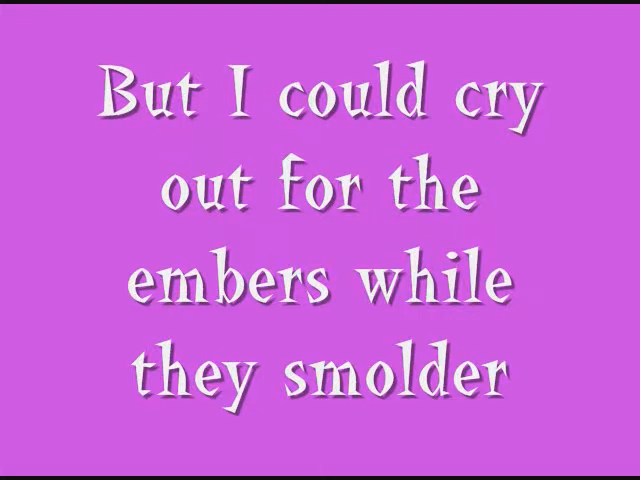 But I could cry
out for the
embers while
they smolder